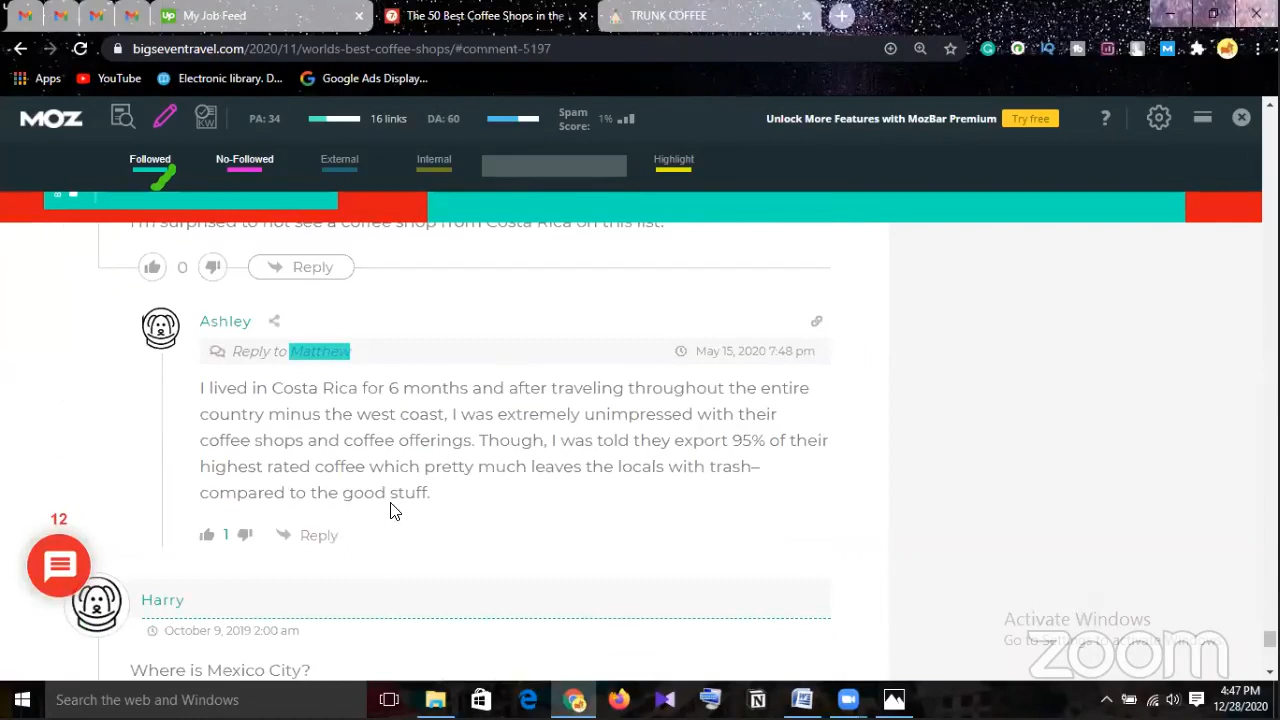 Up My Job Feed
The 50 Best Coffee Shops in the
TRUNK COFFEE
bigseventravel.com/2020/11/worlds-best-coffee-shops/#comment-5197
Apps
YouTube
Electronic library. D...
Google Ads Display...
MOZ
KW
PA: 34
16 links
DA: 60
Spam Score: 1%
Unlock More Features with MozBar Premium
Try free
?
Followed
No-Followed
External
Internal
Highlight
I'm surprised to not see a coffee shop from Costa Rica on this list.
0
Reply
Ashley
Reply to Matthew
May 15, 2020 7:48 pm
I lived in Costa Rica for 6 months and after traveling throughout the entire
country minus the west coast, I was extremely unimpressed with their
coffee shops and coffee offerings. Though, I was told they export 95% of their
highest rated coffee which pretty much leaves the locals with trash–
compared to the good stuff.
1
Reply
12
Harry
October 9, 2019 2:00 am
Where is Mexico City?
Activate Windows
Go to Settings to activate Windows.
zoom
Search the web and Windows
4:47 PM
12/28/2020